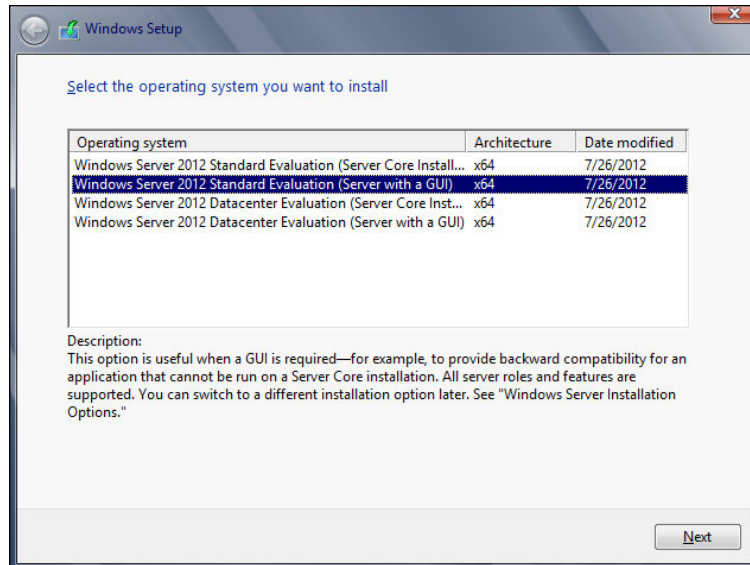 Windows Setup
Select the operating system you want to install
Operating system Architecture Date modified
Windows Server 2012 Standard Evaluation (Server Core Install... x64 7/26/2012
Windows Server 2012 Standard Evaluation (Server with a GUI) x64 7/26/2012
Windows Server 2012 Datacenter Evaluation (Server Core Inst... x64 7/26/2012
Windows Server 2012 Datacenter Evaluation (Server with a GUI) x64 7/26/2012
Description:
This option is useful when a GUI is required—for example, to provide backward compatibility for an
application that cannot be run on a Server Core installation. All server roles and features are
supported. You can switch to a different installation option later. See "Windows Server Installation
Options."
Next